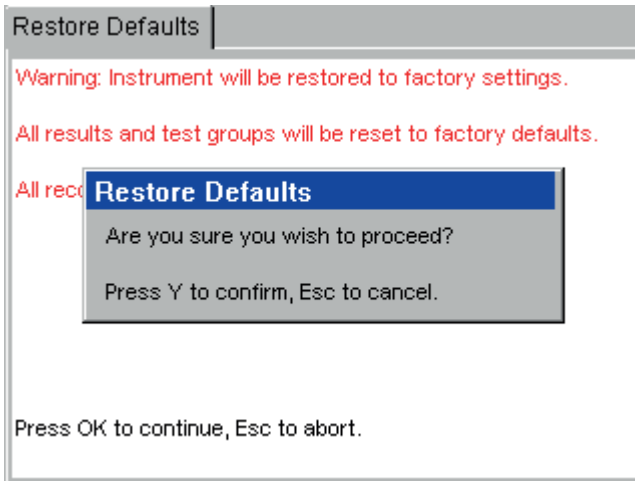 Restore Defaults
Warning: Instrument will be restored to factory settings.
All results and test groups will be reset to factory defaults.
All
Restore Defaults
Are you sure you wish to proceed?
Press Y to confirm, Esc to cancel.
Press OK to continue, Esc to abort.